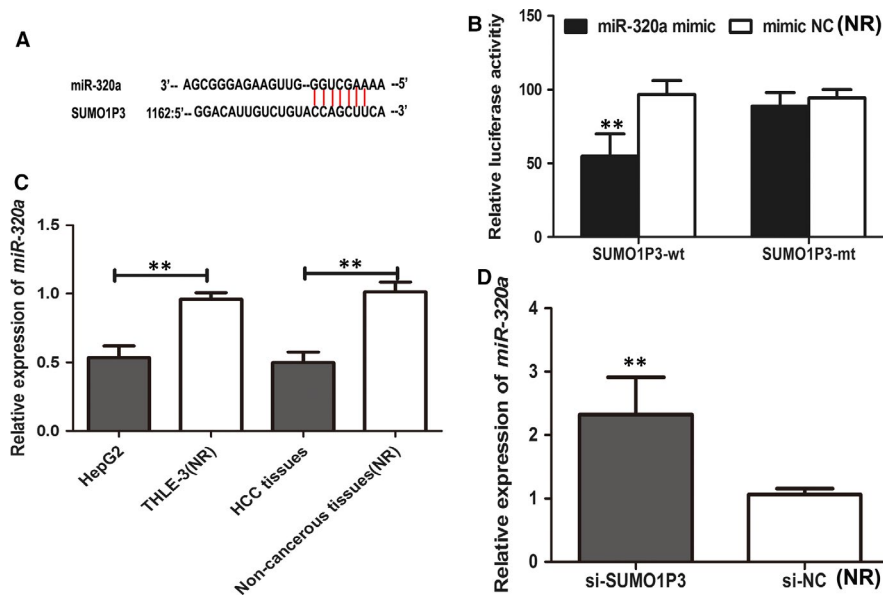 A
miR-320a 3'-- AGCGGGAGAAGUUG--GGUCGAAAA --5'
SUMO1P3 1162:5'-- GGACAUUGUCUGUACCAGCUUCA --3'
B
miR-320a mimic mimic NC (NR)
Relative luciferase activitiy
150
100
50
0
**
SUMO1P3-wt SUMO1P3-mt
C
Relative expression of miR-320a
1.5
1.0
0.5
0.0
** **
HepG2
THLE-3(NR)
HCC tissues
Non-cancerous tissues(NR)
D
Relative expression of miR-320a
4
3
2
1
0
**
si-SUMO1P3 si-NC (NR)